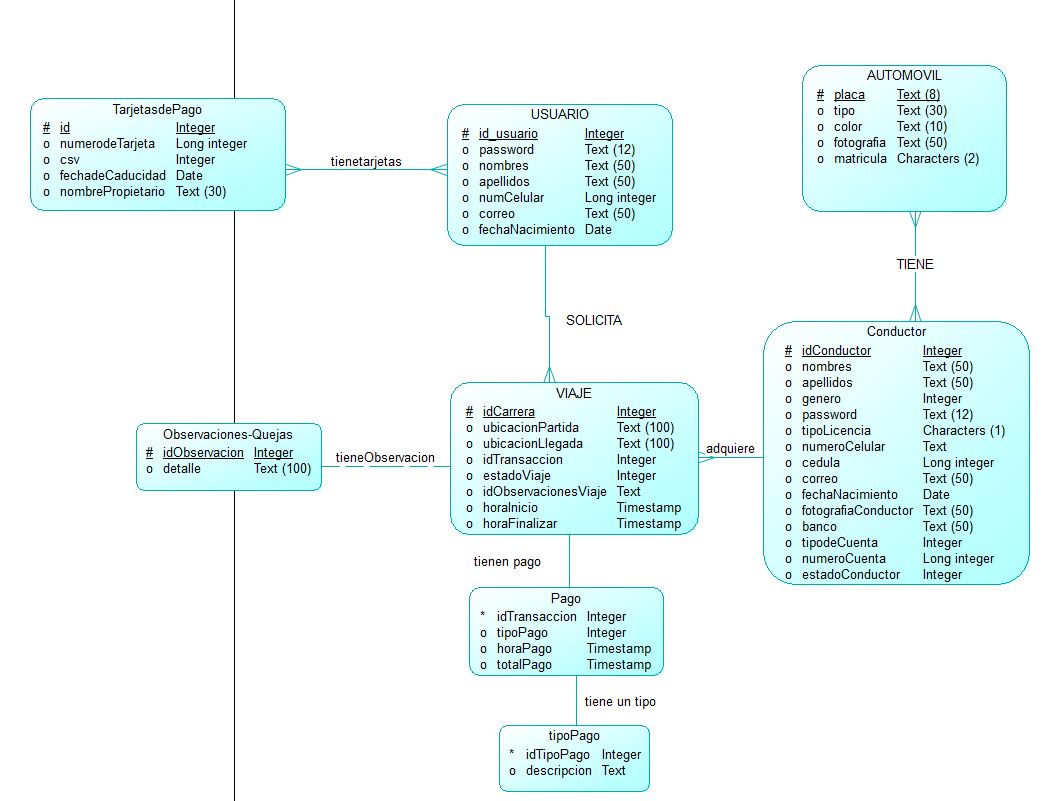 AUTOMOVIL
# placa Text (8)
o tipo Text (30)
o color Text (10)
o fotografia Text (50)
o matricula Characters (2)
TarjetasdePago
# id Integer
o numerodeTarjeta Long integer
o csv Integer
o fechadeCaducidad Date
o nombrePropietario Text (30)
tienetarjetas
USUARIO
# id_usuario Integer
o password Text (12)
o nombres Text (50)
o apellidos Text (50)
o numCelular Long integer
o correo Text (50)
o fechaNacimiento Date
TIENE
SOLICITA
Conductor
# idConductor Integer
o nombres Text (50)
o apellidos Text (50)
o genero Integer
o password Text (12)
o tipoLicencia Characters (1)
o numeroCelular Text
o cedula Long integer
o correo Text (50)
o fechaNacimiento Date
o fotografiaConductor Text (50)
o banco Text (50)
o tipodeCuenta Integer
o numeroCuenta Long integer
o estadoConductor Integer
VIAJE
# idCarrera Integer
o ubicacionPartida Text (100)
o ubicacionLlegada Text (100)
o idTransaccion Integer
o estadoViaje Integer
o idObservacionesViaje Text
o horaInicio Timestamp
o horaFinalizar Timestamp
adquiere
Observaciones-Quejas
# idObservacion Integer
o detalle Text (100)
tieneObservacion
tienen pago
Pago
* idTransaccion Integer
o tipoPago Integer
o horaPago Timestamp
o totalPago Timestamp
tiene un tipo
tipoPago
* idTipoPago Integer
o descripcion Text